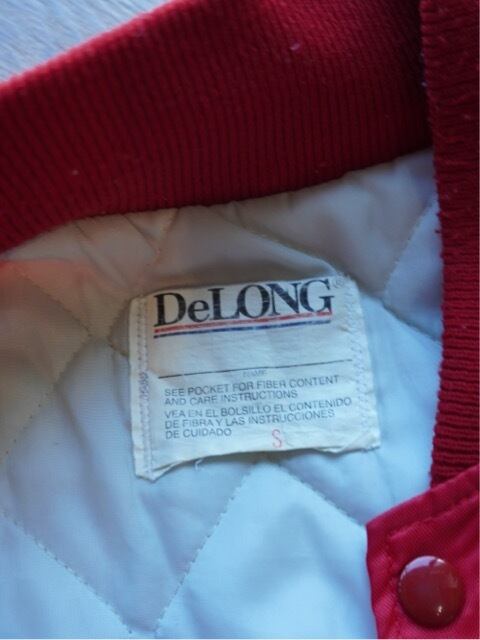 DeLONG®
NAME
SEE POCKET FOR FIBER CONTENT
AND CARE INSTRUCTIONS
VEA EN EL BOLSILLO EL CONTENIDO
DE FIBRA Y LAS INSTRUCCIONES
DE CUIDADO
S